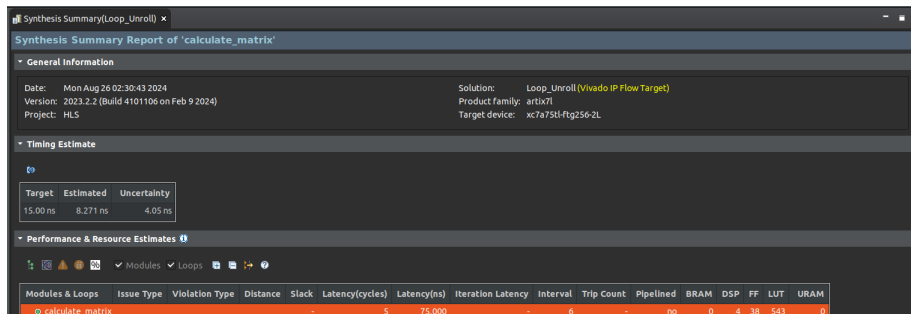 Synthesis Summary(Loop_Unroll) ×
Synthesis Summary Report of 'calculate_matrix'
General Information
Date: Mon Aug 26 02:30:43 2024
Version: 2023.2.2 (Build 4101106 on Feb 9 2024)
Project: HLS
Solution: Loop_Unroll (Vivado IP Flow Target)
Product family: artix7l
Target device: xc7a75tl-ftg256-2L
Timing Estimate
Target Estimated Uncertainty
15.00 ns 8.271 ns 4.05 ns
Performance & Resource Estimates
% Modules Loops
Modules & Loops Issue Type Violation Type Distance Slack Latency(cycles) Latency(ns) Iteration Latency Interval Trip Count Pipelined BRAM DSP FF LUT URAM
calculate_matrix - 5 75.000 - 6 - no 0 4 38 543 0